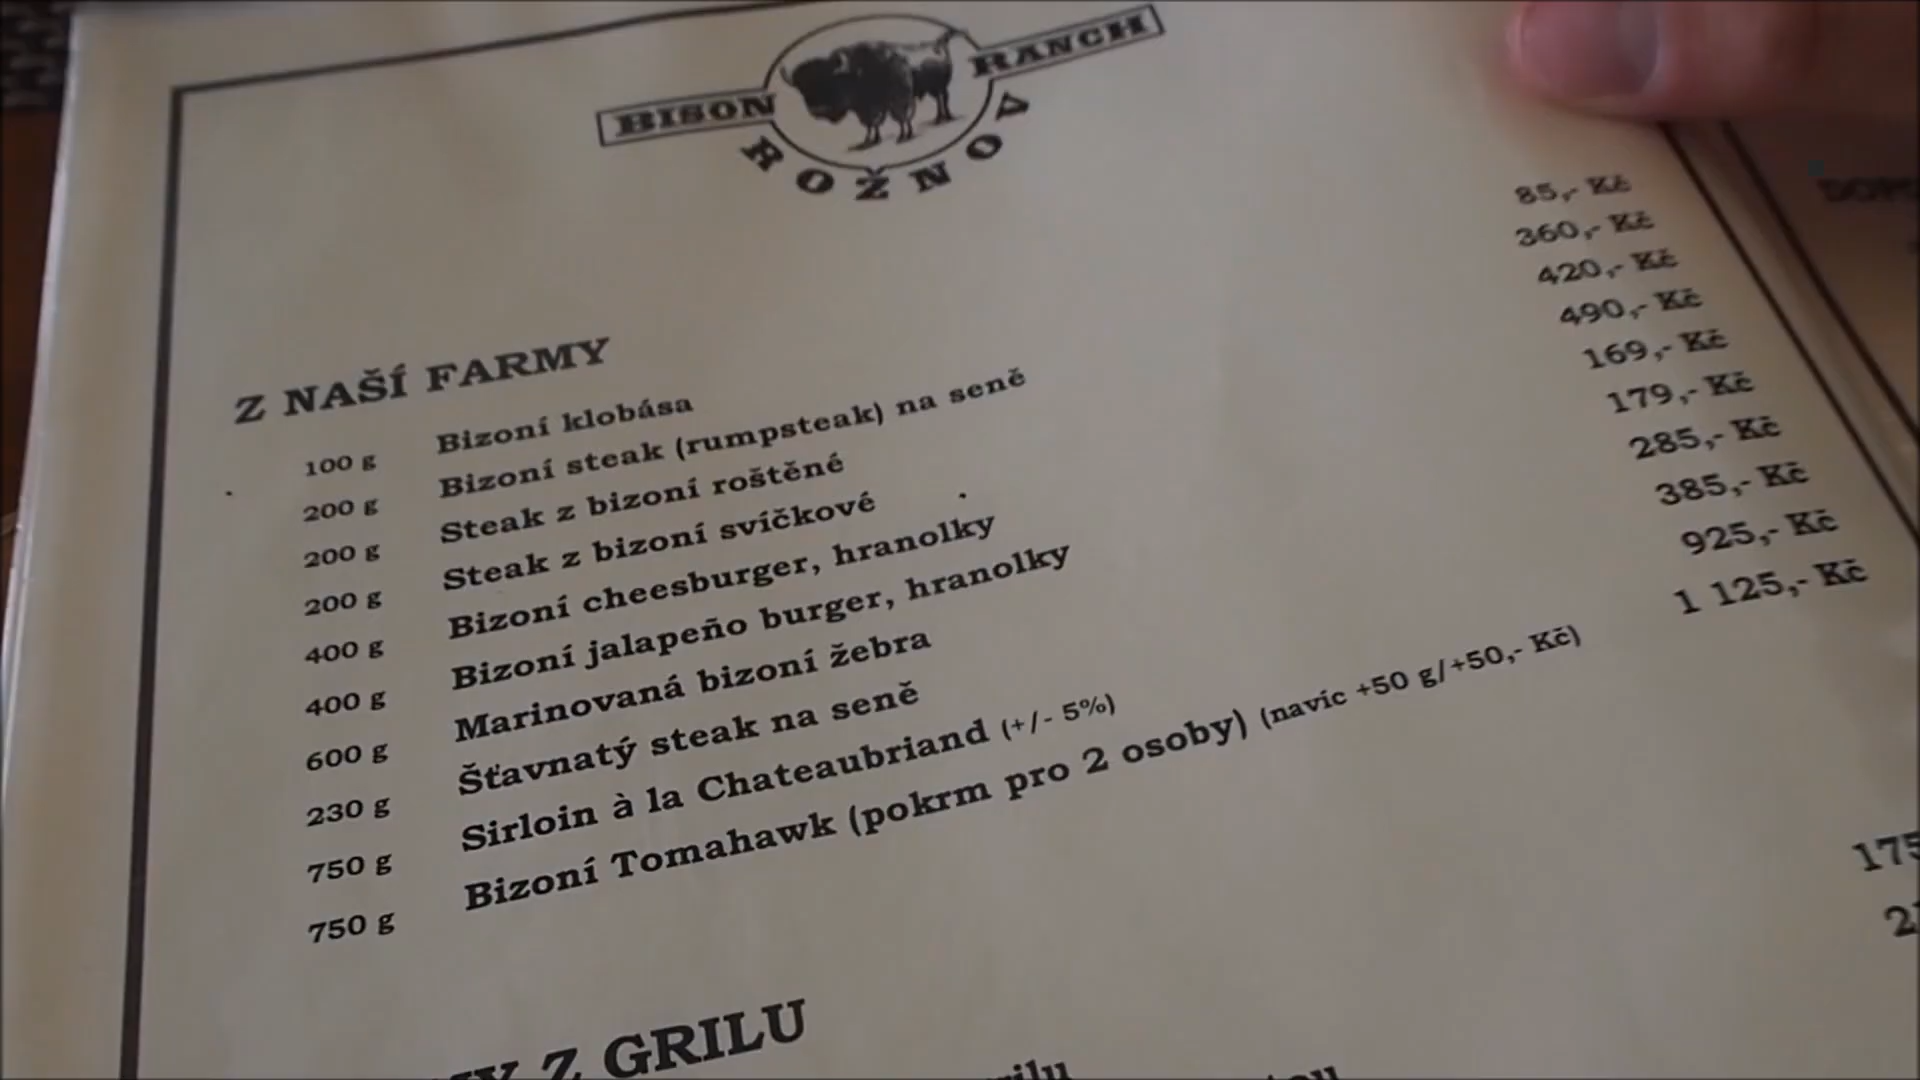 BISON RANCH
ROŽNOV
Z NAŠÍ FARMY
100 g Bizoní klobása 85,- Kč
200 g Bizoní steak (rumpsteak) na seně 360,- Kč
200 g Steak z bizoní roštěné 420,- Kč
200 g Steak z bizoní svíčkové 490,- Kč
400 g Bizoní cheesburger, hranolky 169,- Kč
400 g Bizoní jalapeño burger, hranolky 179,- Kč
600 g Marinovaná bizoní žebra 285,- Kč
230 g Šťavnatý steak na seně 385,- Kč
750 g Sirloin à la Chateaubriand (+/- 5%) 925,- Kč
750 g Bizoní Tomahawk (pokrm pro 2 osoby) (navíc +50 g/+50,- Kč) 1 125,- Kč
Z GRILU
175